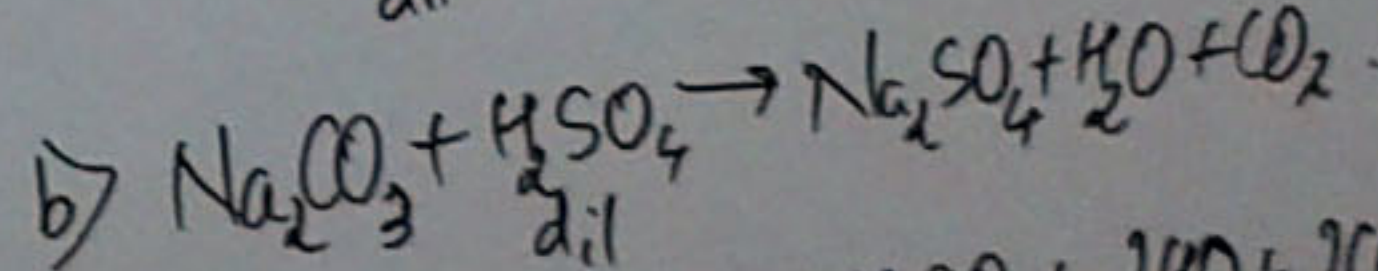 b) Na₂CO₃ + H₂SO₄ → Na₂SO₄ + H₂O + CO₂
dil